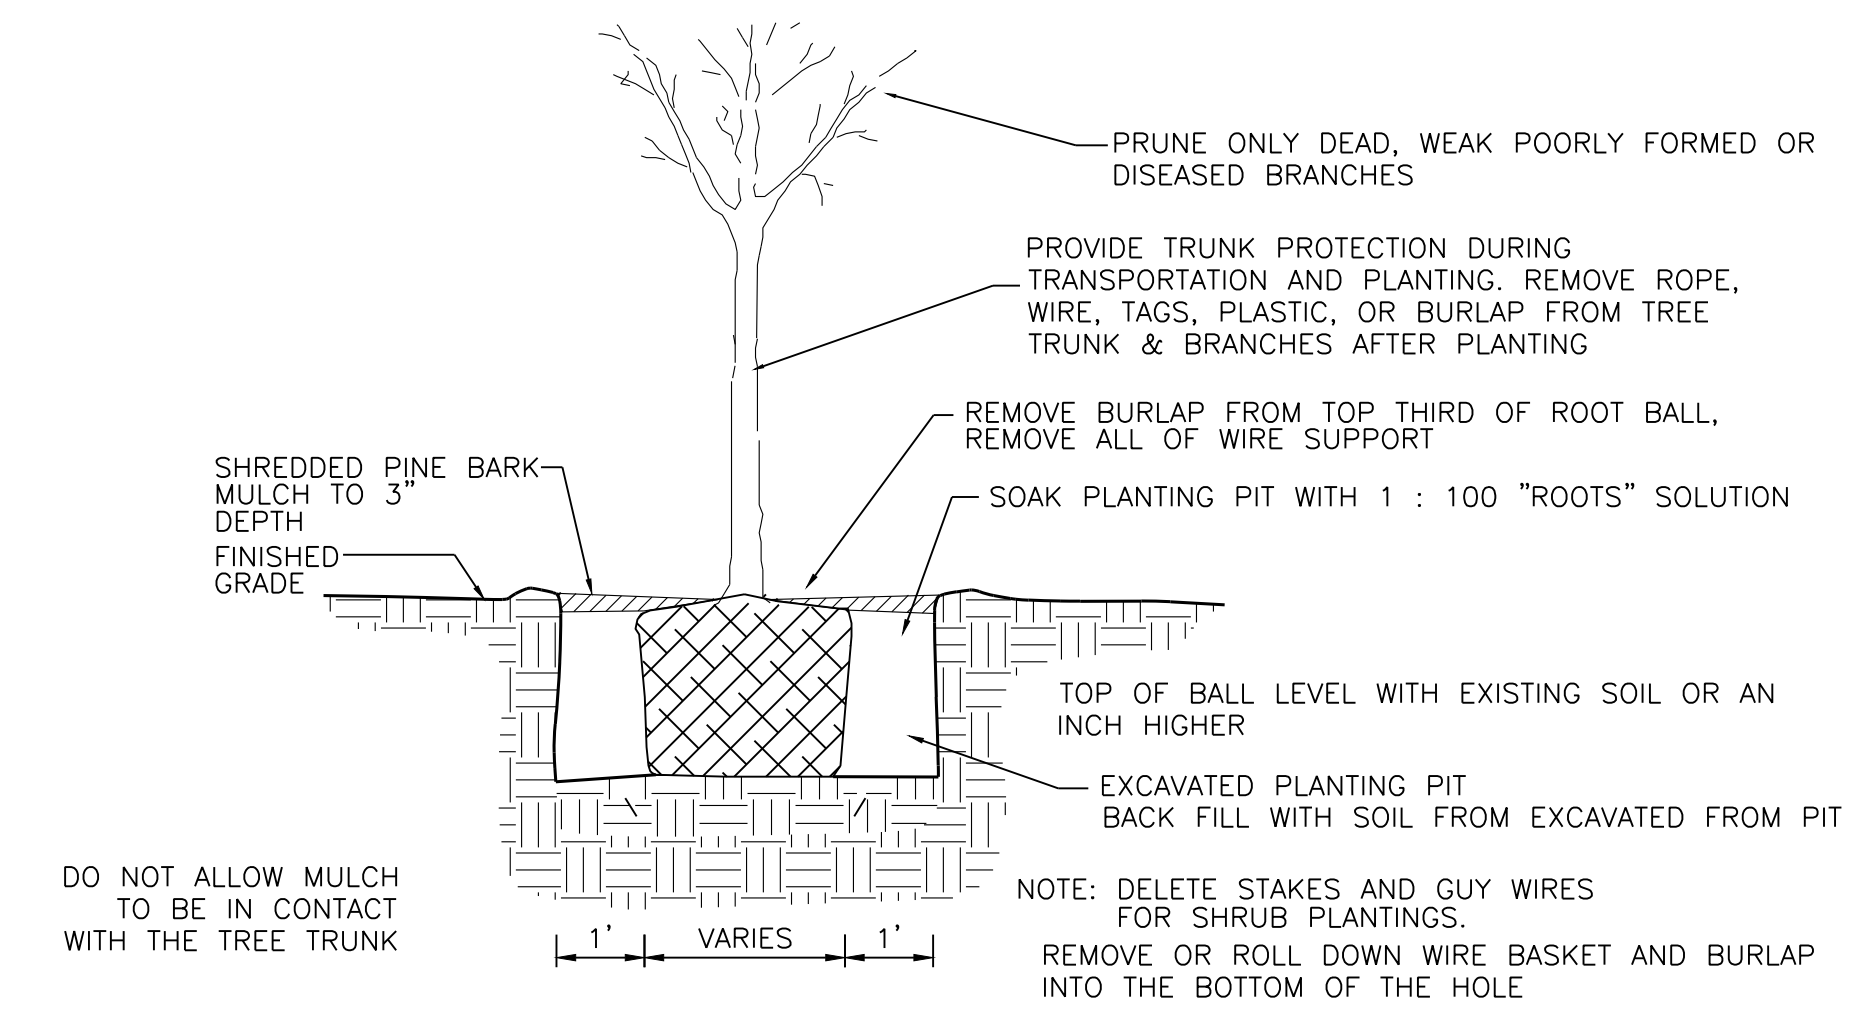 PRUNE ONLY DEAD, WEAK POORLY FORMED OR
DISEASED BRANCHES
PROVIDE TRUNK PROTECTION DURING
TRANSPORTATION AND PLANTING. REMOVE ROPE,
WIRE, TAGS, PLASTIC, OR BURLAP FROM TREE
TRUNK & BRANCHES AFTER PLANTING
REMOVE BURLAP FROM TOP THIRD OF ROOT BALL,
REMOVE ALL OF WIRE SUPPORT
SHREDDED PINE BARK
MULCH TO 3"
DEPTH
FINISHED
GRADE
SOAK PLANTING PIT WITH 1 : 100 "ROOTS" SOLUTION
TOP OF BALL LEVEL WITH EXISTING SOIL OR AN
INCH HIGHER
EXCAVATED PLANTING PIT
BACK FILL WITH SOIL FROM EXCAVATED FROM PIT
DO NOT ALLOW MULCH
TO BE IN CONTACT
WITH THE TREE TRUNK
1' VARIES 1'
NOTE: DELETE STAKES AND GUY WIRES
FOR SHRUB PLANTINGS.
REMOVE OR ROLL DOWN WIRE BASKET AND BURLAP
INTO THE BOTTOM OF THE HOLE